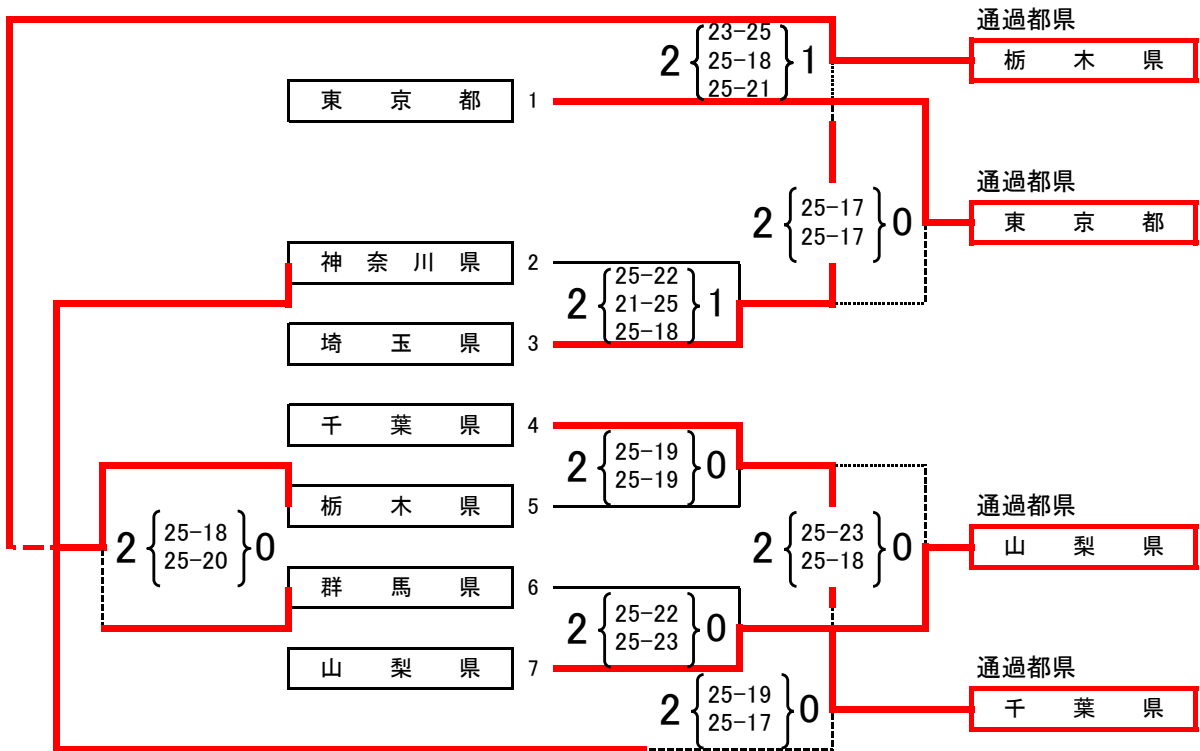 通過都県
栃木県
2 23-25 1
25-18
25-21
東京都 1
通過都県
東京都
2 25-17 0
25-17
神奈川県 2
2 25-22 1
21-25
25-18
埼玉県 3
千葉県 4
2 25-19 0
25-19
栃木県 5
通過都県
山梨県
2 25-23 0
25-18
2 25-18 0
25-20
群馬県 6
2 25-22 0
25-23
山梨県 7
通過都県
千葉県
2 25-19 0
25-17